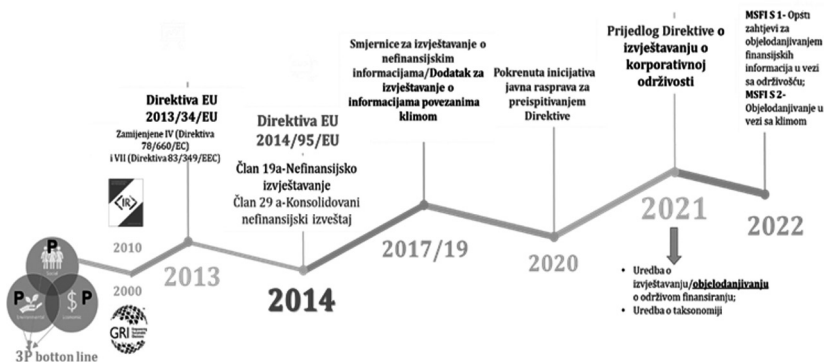 P
P
P
3P botton line
2010
2000
GRI
Direktiva EU
2013/34/EU
Zamijenjene IV (Direktiva
78/660/EC)
i VII (Direktiva 83/349/EEC)
2013
Direktiva EU
2014/95/EU
Član 19a-Nefinansijsko
izvještavanje
Član 29 a-Konsolidovani
nefinansijski izveštaj
2014
Smjernice za izvještavanje o
nefinansijskim
informacijama/Dodatak za
izvještavanje o
informacijama povezanima
klimom
2017/19
Pokrenuta inicijativa
javna rasprava za
preispitivanjem
Direktive
2020
Prijedlog Direktive o
izvještavanju o
korporativnoj
održivosti
2021
• Uredba o
izvještavanju/objelodanjivanju
o održivom finansiranju;
• Uredba o taksonomiji
MSFI S 1- Opšti
zahtjevi za
objelodanjivanjem
finansijskih
informacija u vezi
sa održivošću;
MSFI S 2-
Objelodanjivanje u
vezi sa klimom
2022